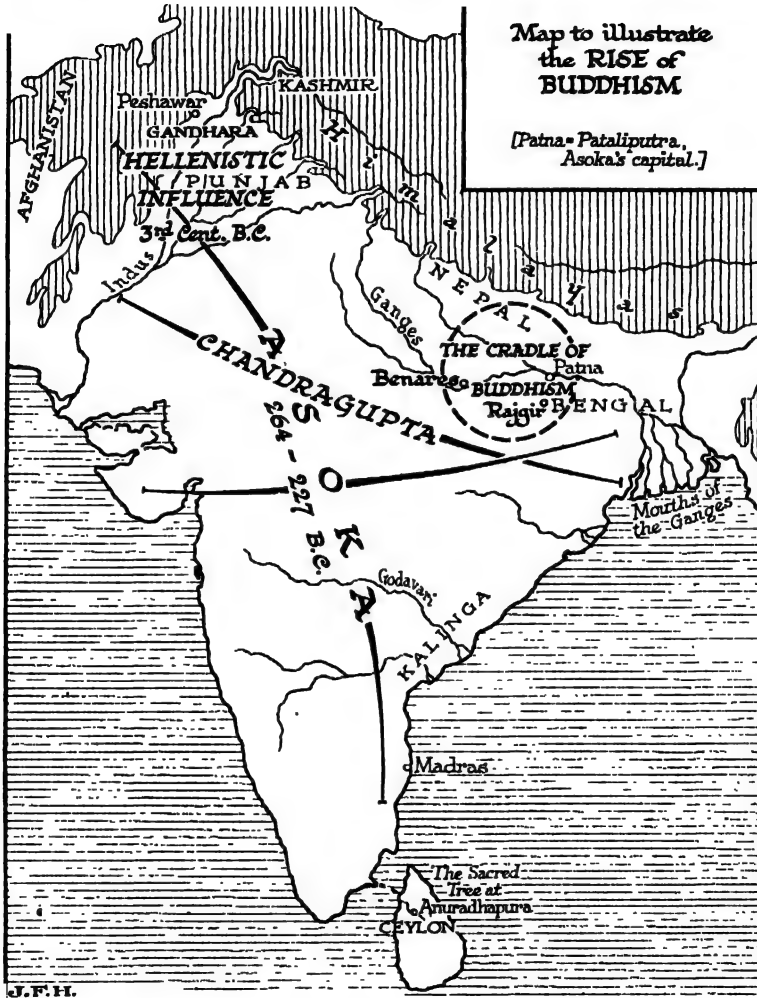 Map to illustrate
the RISE of
BUDDHISM
[Patna=Pataliputra,
Asoka's capital.]
KASHMIR
Peshawar
GANDHARA
AFGHANISTAN
HELLENISTIC
PUNJAB
INFLUENCE
3rd Cent. B.C.
Himalayas
Indus
NEPAL
Ganges
THE CRADLE OF
Patna
Benares
BUDDHISM
Rajgir
BENGAL
CHANDRAGUPTA
ASOKA
264-227 B.C.
Mouths of
the Ganges
Godavari
KALINGA
Madras
The Sacred
Tree at
Anuradhapura
CEYLON
J.F.H.